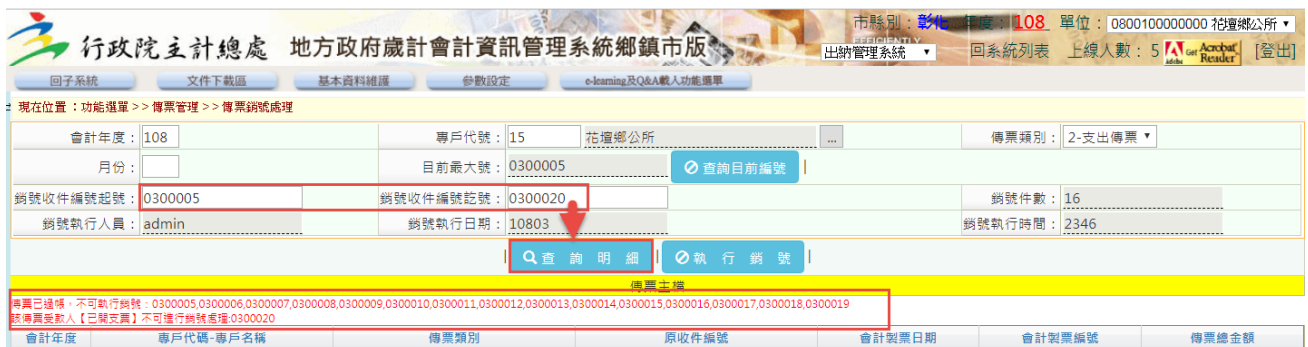 行政院主計總處 地方政府歲計會計資訊管理系統鄉鎮市版 市縣別：彰化 年度：108 單位：0800100000000 花壇鄉公所
出納管理系統 回系統列表 上線人數：5 Get Acrobat Reader Adobe [登出]
回子系統 文件下載區 基本資料維護 參數設定 e-learning及Q&A載入功能選單
現在位置：功能選單>>傳票管理>>傳票銷號處理
會計年度：108 專戶代號：15 花壇鄉公所 ... 傳票類別：2-支出傳票
月份： 目前最大號：0300005 查詢目前編號
銷號收件編號起號：0300005 銷號收件編號訖號：0300020 銷號件數：16
銷號執行人員：admin 銷號執行日期：10803 銷號執行時間：2346
查詢明細 執行銷號
傳票主檔
傳票已過帳，不可執行銷號：0300005,0300006,0300007,0300008,0300009,0300010,0300011,0300012,0300013,0300014,0300015,0300016,0300017,0300018,0300019
該傳票受款人【已開支票】不可進行銷號處理:0300020
會計年度 專戶代碼-專戶名稱 傳票類別 原收件編號 會計製票日期 會計製票編號 傳票總金額